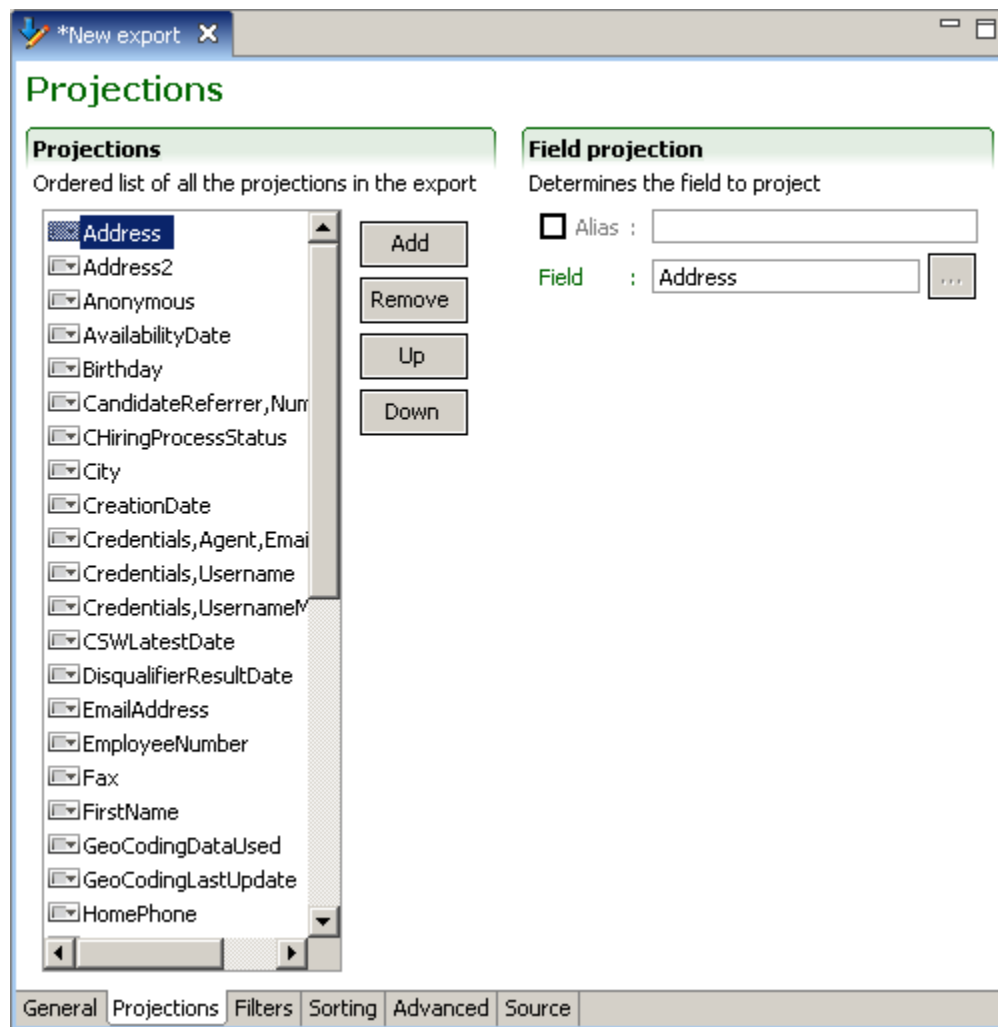 *New export
Projections
Projections
Ordered list of all the projections in the export
Address
Address2
Anonymous
AvailabilityDate
Birthday
CandidateReferrer,Num
CHiringProcessStatus
City
CreationDate
Credentials,Agent,Emai
Credentials,Username
Credentials,UsernameM
CSWLatestDate
DisqualifierResultDate
EmailAddress
EmployeeNumber
Fax
FirstName
GeoCodingDataUsed
GeoCodingLastUpdate
HomePhone
Add
Remove
Up
Down
Field projection
Determines the field to project
Alias :
Field : Address ...
General Projections Filters Sorting Advanced Source